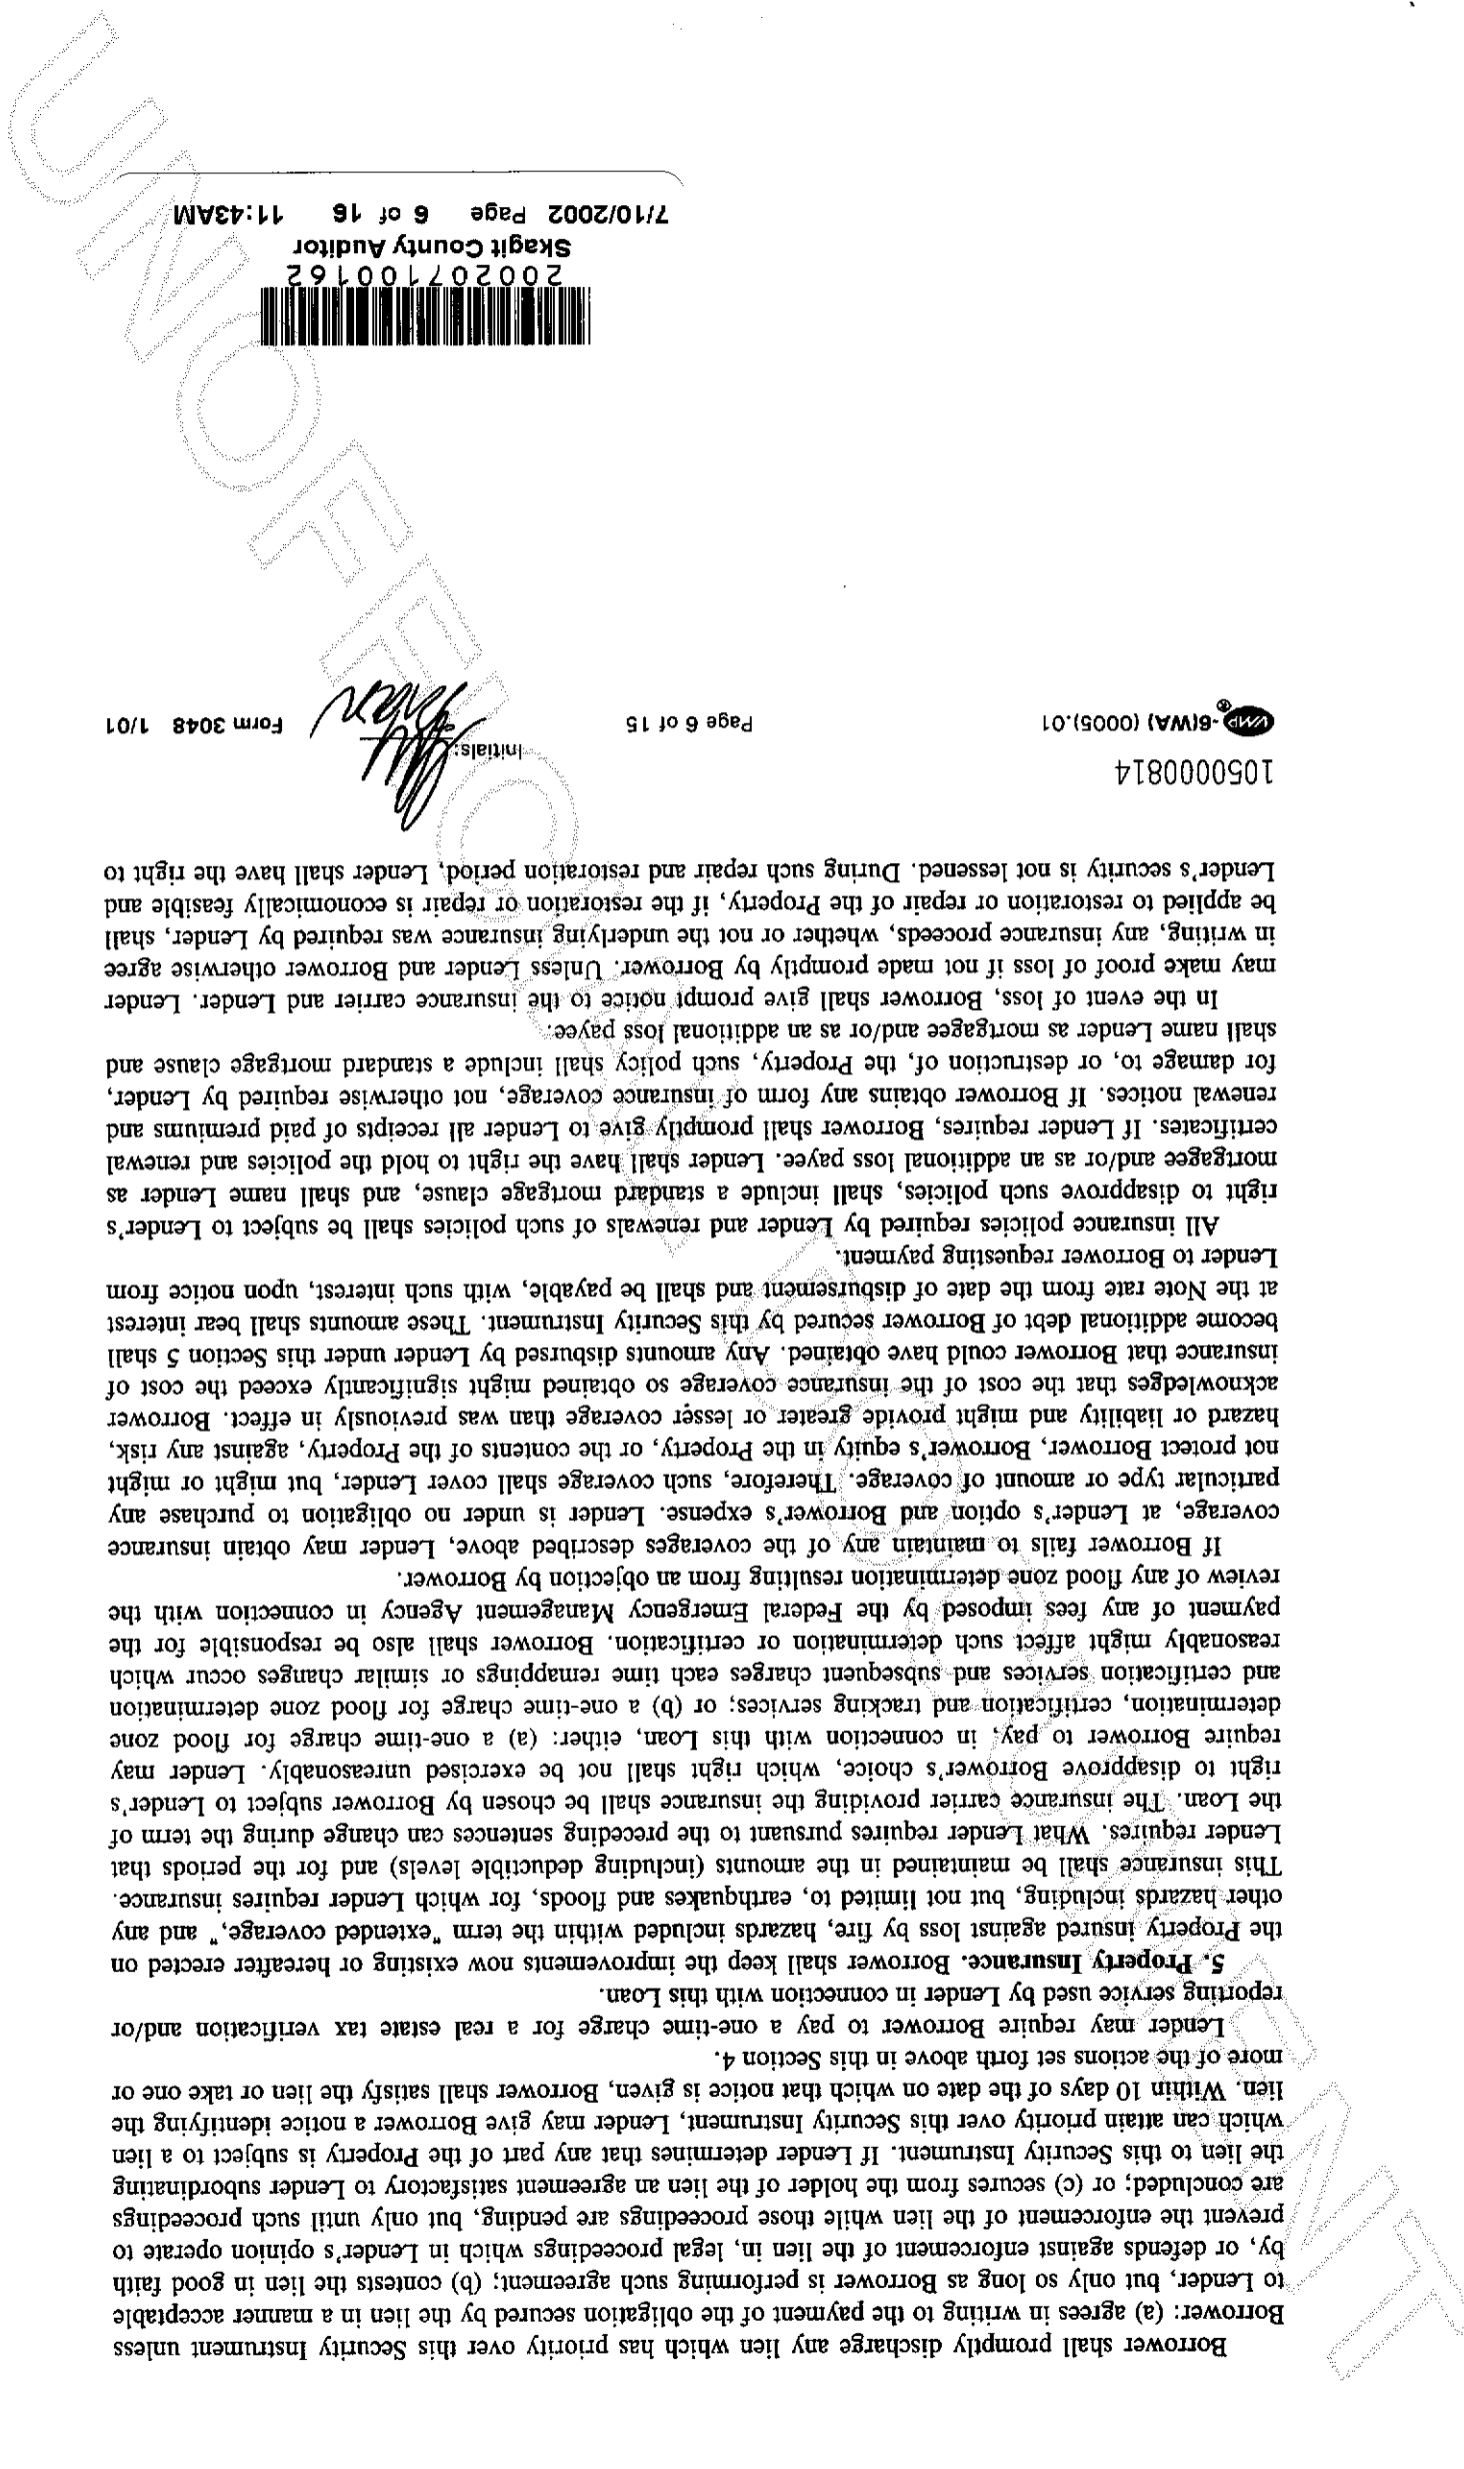 Borrower shall promptly discharge any lien which has priority over this Security Instrument unless
Borrower: (a) agrees in writing to the payment of the obligation secured by the lien in a manner acceptable
to Lender, but only so long as Borrower is performing such agreement; (b) contests the lien in good faith
by, or defends against enforcement of the lien in, legal proceedings which in Lender's opinion operate to
prevent the enforcement of the lien while those proceedings are pending, but only until such proceedings
are concluded; or (c) secures from the holder of the lien an agreement satisfactory to Lender subordinating
the lien to this Security Instrument. If Lender determines that any part of the Property is subject to a lien
which can attain priority over this Security Instrument, Lender may give Borrower a notice identifying the
lien. Within 10 days of the date on which that notice is given, Borrower shall satisfy the lien or take one or
more of the actions set forth above in this Section 4.
Lender may require Borrower to pay a one-time charge for a real estate tax verification and/or
reporting service used by Lender in connection with this Loan.
5. Property Insurance. Borrower shall keep the improvements now existing or hereafter erected on
the Property insured against loss by fire, hazards included within the term "extended coverage," and any
other hazards including, but not limited to, earthquakes and floods, for which Lender requires insurance.
This insurance shall be maintained in the amounts (including deductible levels) and for the periods that
Lender requires. What Lender requires pursuant to the preceding sentences can change during the term of
the Loan. The insurance carrier providing the insurance shall be chosen by Borrower subject to Lender's
right to disapprove Borrower's choice, which right shall not be exercised unreasonably. Lender may
require Borrower to pay, in connection with this Loan, either: (a) a one-time charge for flood zone
determination, certification and tracking services; or (b) a one-time charge for flood zone determination
and certification services and subsequent charges each time remappings or similar changes occur which
reasonably might affect such determination or certification. Borrower shall also be responsible for the
payment of any fees imposed by the Federal Emergency Management Agency in connection with the
review of any flood zone determination resulting from an objection by Borrower.
If Borrower fails to maintain any of the coverages described above, Lender may obtain insurance
coverage, at Lender's option and Borrower's expense. Lender is under no obligation to purchase any
particular type or amount of coverage. Therefore, such coverage shall cover Lender, but might or might
not protect Borrower, Borrower's equity in the Property, or the contents of the Property, against any risk,
hazard or liability and might provide greater or lesser coverage than was previously in effect. Borrower
acknowledges that the cost of the insurance coverage so obtained might significantly exceed the cost of
insurance that Borrower could have obtained. Any amounts disbursed by Lender under this Section 5 shall
become additional debt of Borrower secured by this Security Instrument. These amounts shall bear interest
at the Note rate from the date of disbursement and shall be payable, with such interest, upon notice from
Lender to Borrower requesting payment.
All insurance policies required by Lender and renewals of such policies shall be subject to Lender's
right to disapprove such policies, shall include a standard mortgage clause, and shall name Lender as
mortgagee and/or as an additional loss payee. Lender shall have the right to hold the policies and renewal
certificates. If Lender requires, Borrower shall promptly give to Lender all receipts of paid premiums and
renewal notices. If Borrower obtains any form of insurance coverage, not otherwise required by Lender,
for damage to, or destruction of, the Property, such policy shall include a standard mortgage clause and
shall name Lender as mortgagee and/or as an additional loss payee.
In the event of loss, Borrower shall give prompt notice to the insurance carrier and Lender. Lender
may make proof of loss if not made promptly by Borrower. Unless Lender and Borrower otherwise agree
in writing, any insurance proceeds, whether or not the underlying insurance was required by Lender, shall
be applied to restoration or repair of the Property, if the restoration or repair is economically feasible and
Lender's security is not lessened. During such repair and restoration period, Lender shall have the right to
1050000814
VMP -6(WA) (0005).01 Page 6 of 15 Initials: Form 3048 1/01
200207100162
Skagit County Auditor
7/10/2002 Page 6 of 16 11:43AM
UNOFFICIAL DOCUMENT